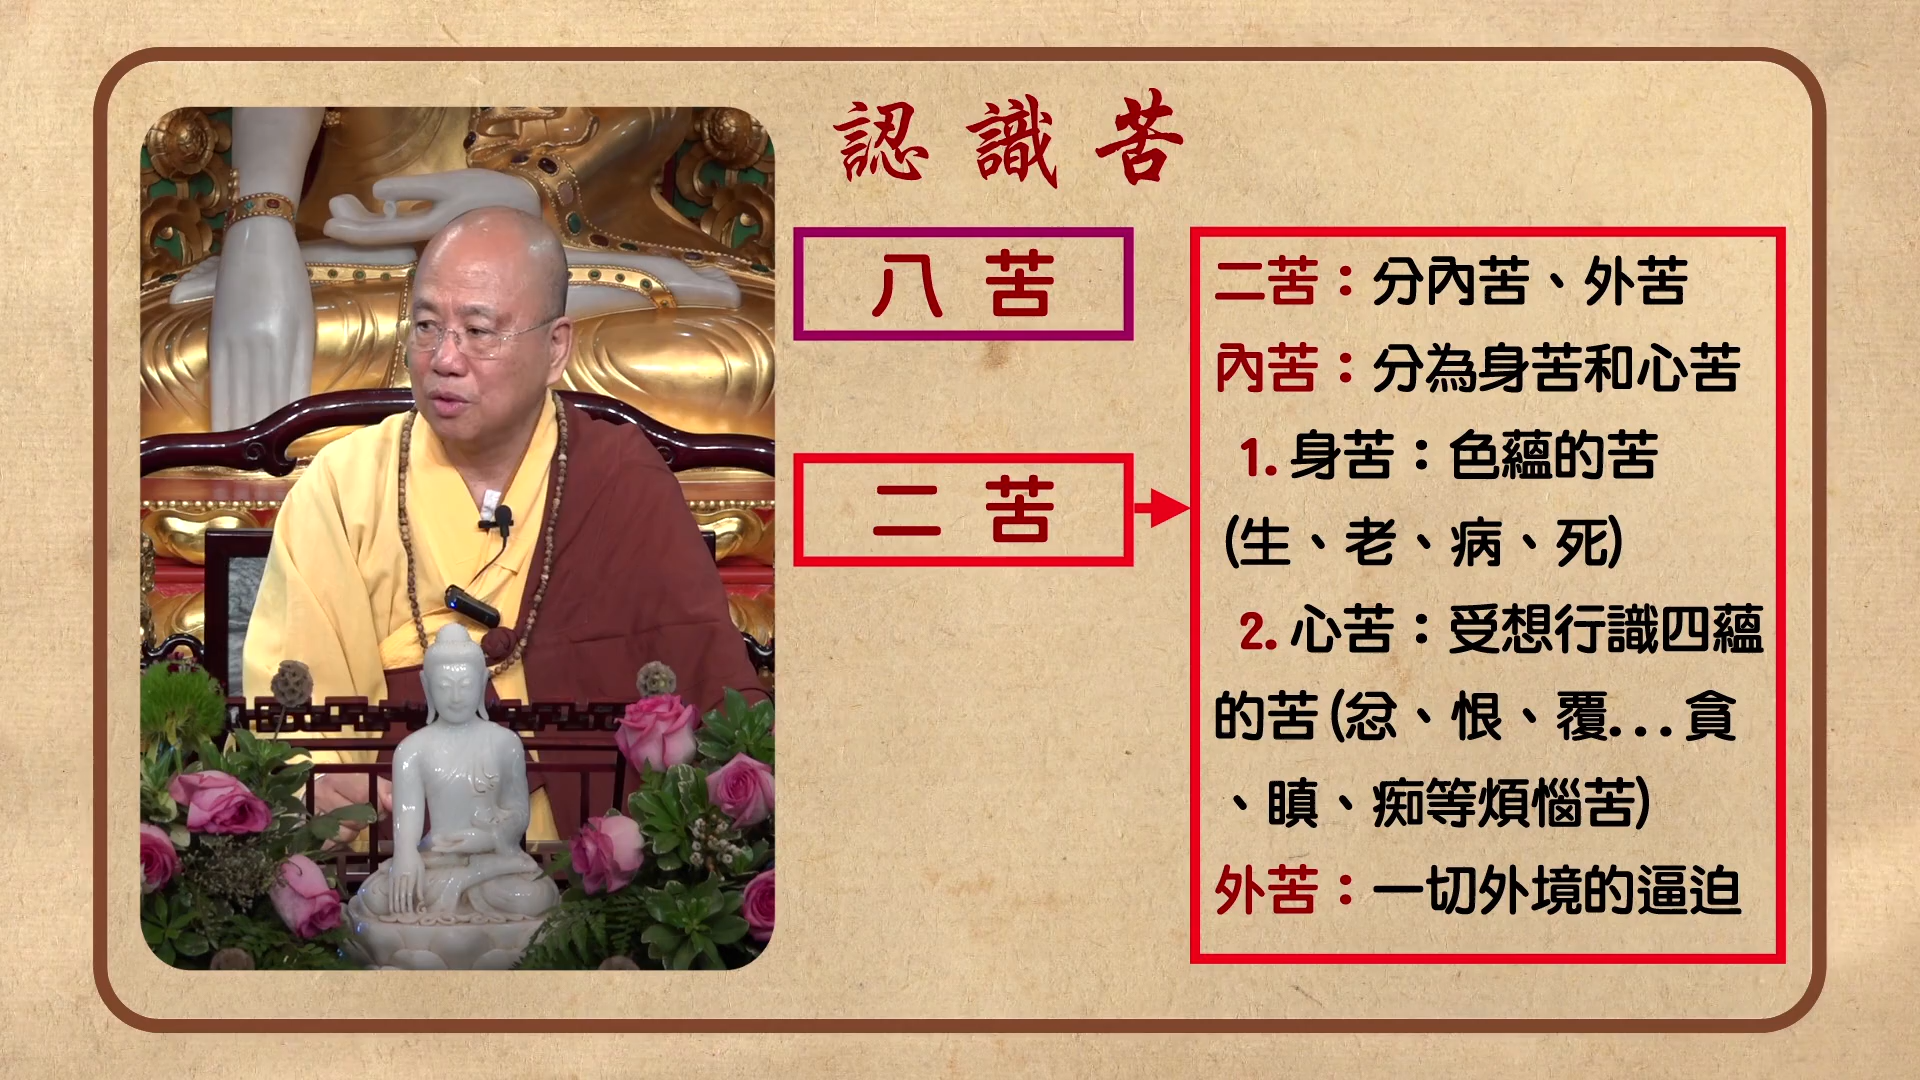 認識苦
八苦
二苦
二苦：分內苦、外苦
內苦：分為身苦和心苦
1. 身苦：色蘊的苦
(生、老、病、死)
2. 心苦：受想行識四蘊
的苦(忿、恨、覆...貪
、瞋、痴等煩惱苦)
外苦：一切外境的逼迫